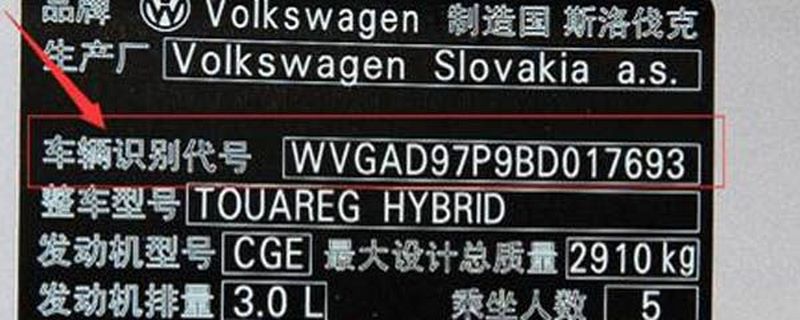 品牌 Volkswagen 制造国 斯洛伐克
生产厂 Volkswagen Slovakia a.s.
车辆识别代号 WVGAD97P9BD017693
整车型号 TOUAREG HYBRID
发动机型号 CGE 最大设计总质量 2910kg
发动机排量 3.0 L 乘坐人数 5